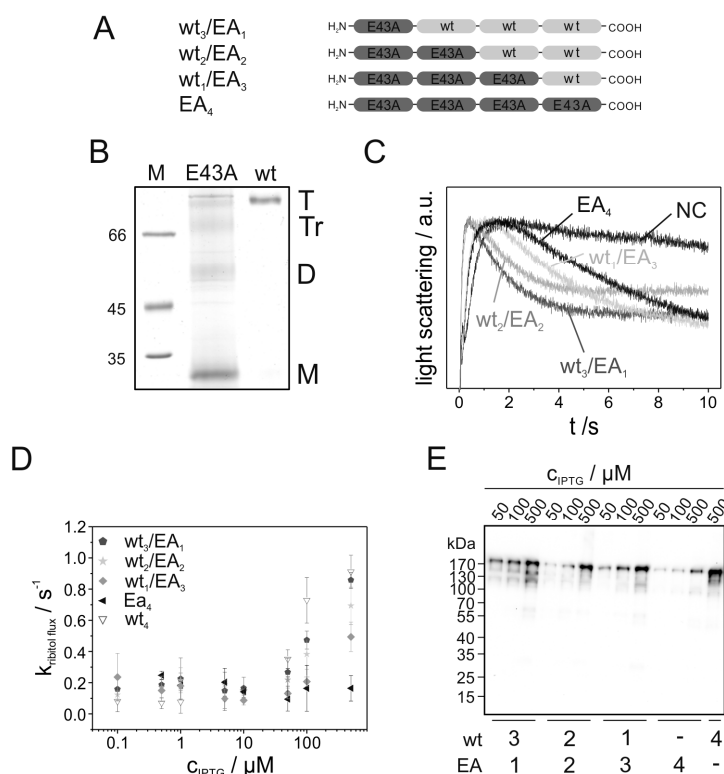 A
wt3/EA1 H2N E43A wt wt wt COOH
wt2/EA2 H2N E43A E43A wt wt COOH
wt1/EA3 H2N E43A E43A E43A wt COOH
EA4 H2N E43A E43A E43A E43A COOH
B
M E43A wt
T
Tr
66
D
45
35
M
C
light scattering / a.u.
EA4
NC
wt1/EA3
wt2/EA2
wt3/EA1
0 2 4 6 8 10
t /s
D
kribitol flux / s-1
1.2
1.0
0.8
0.6
0.4
0.2
0.0
wt3/EA1
wt2/EA2
wt1/EA3
Ea4
wt4
0.1 1 10 100
cIPTG / µM
E
cIPTG / µM
50 100 500 50 100 500 50 100 500 50 100 500 500
kDa
170
130
100
70
55
40
35
25
15
wt 3 2 1 - 4
EA 1 2 3 4 -